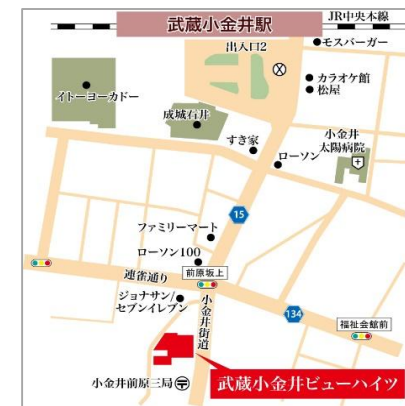 JR中央本線
武蔵小金井駅
出入口2
モスバーガー
カラオケ館
松屋
イトーヨーカドー
成城石井
すき家
小金井
太陽病院
ローソン
15
ファミリーマート
ローソン100
連雀通り
前原坂上
ジョナサン/
セブンイレブン
小金井街道
134
福祉会館前
武蔵小金井ビューハイツ
小金井前原三局